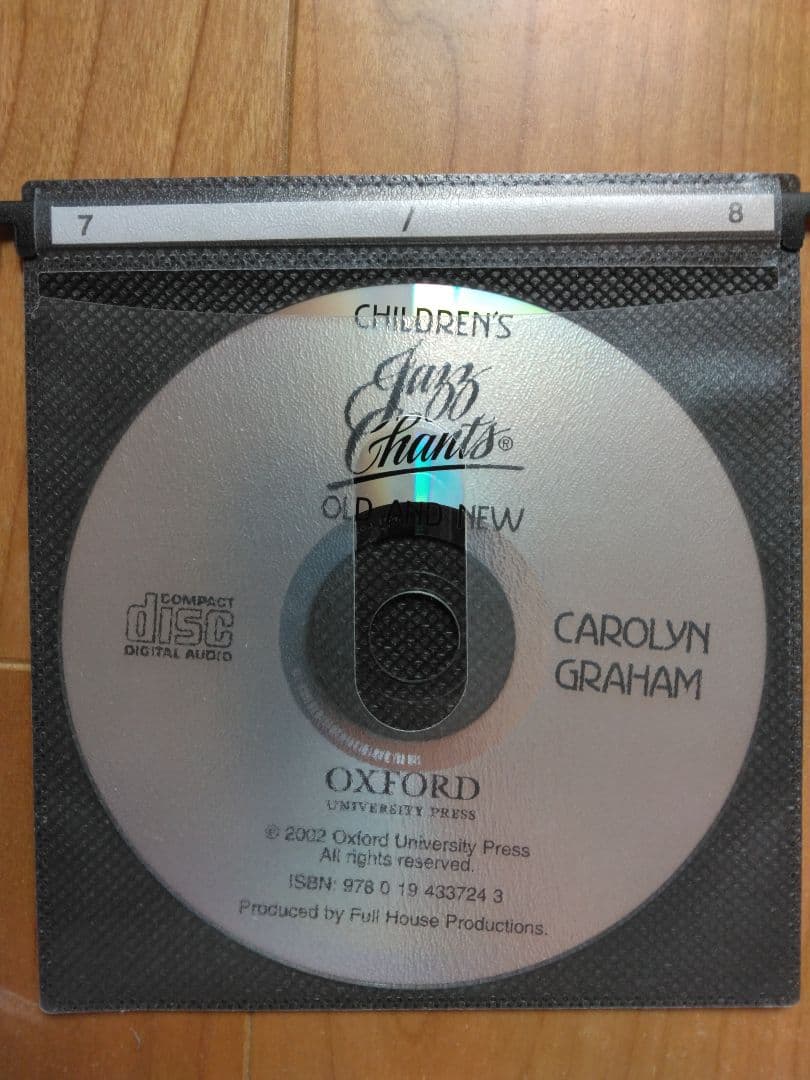 7 / 8
CHILDREN'S
Jazz
Chants®
OLD AND NEW
COMPACT
disc
DIGITAL AUDIO
CAROLYN
GRAHAM
OXFORD
UNIVERSITY PRESS
© 2002 Oxford University Press
All rights reserved.
ISBN: 978 0 19 433724 3
Produced by Full House Productions.